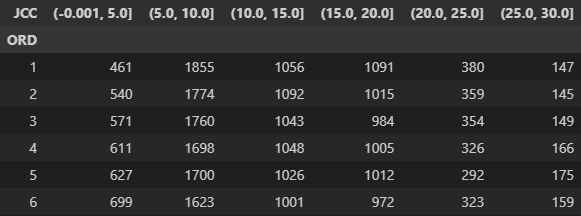 JCC (-0.001, 5.0] (5.0, 10.0] (10.0, 15.0] (15.0, 20.0] (20.0, 25.0] (25.0, 30.0]
ORD
1 461 1855 1056 1091 380 147
2 540 1774 1092 1015 359 145
3 571 1760 1043 984 354 149
4 611 1698 1048 1005 326 166
5 627 1700 1026 1012 292 175
6 699 1623 1001 972 323 159